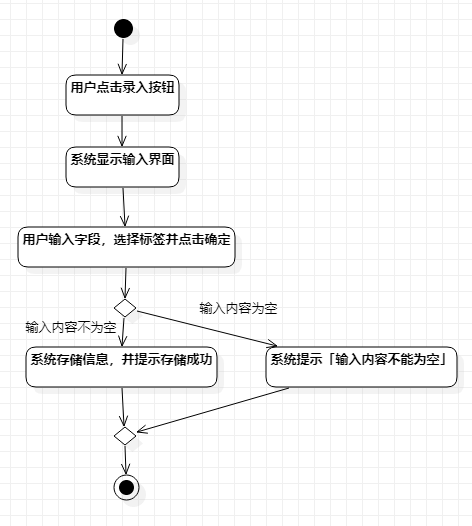 用户点击录入按钮
系统显示输入界面
用户输入字段，选择标签并点击确定
输入内容为空
输入内容不为空
系统存储信息，并提示存储成功
系统提示「输入内容不能为空」